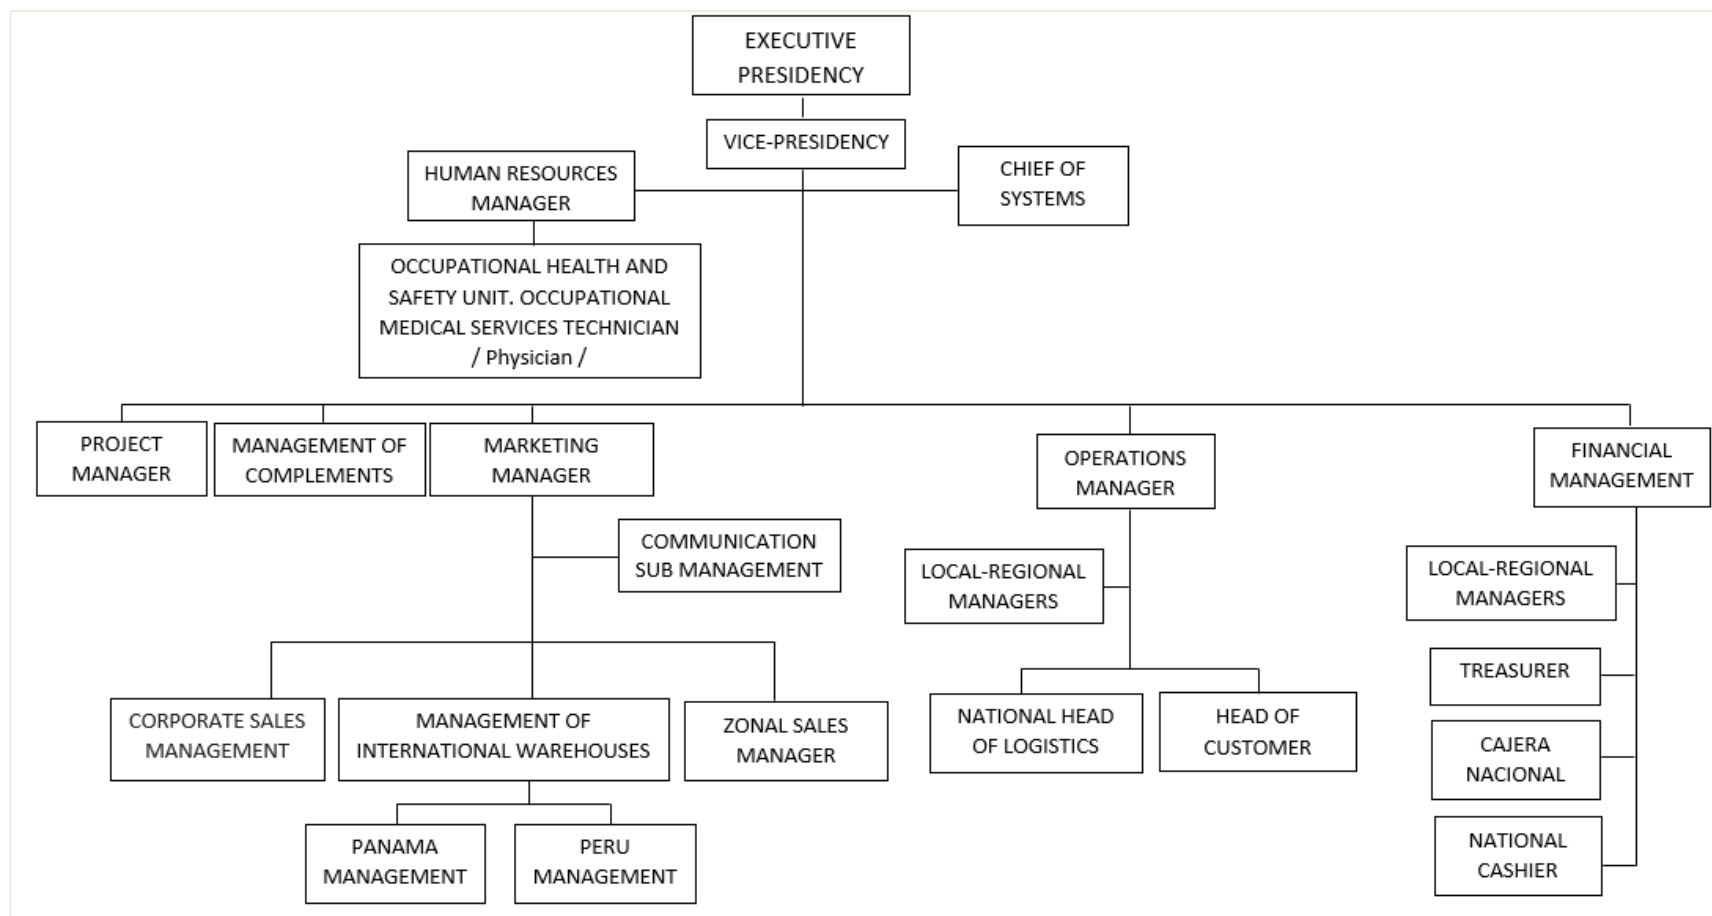 EXECUTIVE
PRESIDENCY
VICE-PRESIDENCY
HUMAN RESOURCES
MANAGER
CHIEF OF
SYSTEMS
OCCUPATIONAL HEALTH AND
SAFETY UNIT. OCCUPATIONAL
MEDICAL SERVICES TECHNICIAN
/ Physician /
PROJECT
MANAGER
MANAGEMENT OF
COMPLEMENTS
MARKETING
MANAGER
OPERATIONS
MANAGER
FINANCIAL
MANAGEMENT
COMMUNICATION
SUB MANAGEMENT
LOCAL-REGIONAL
MANAGERS
LOCAL-REGIONAL
MANAGERS
TREASURER
CORPORATE SALES
MANAGEMENT
MANAGEMENT OF
INTERNATIONAL WAREHOUSES
ZONAL SALES
MANAGER
NATIONAL HEAD
OF LOGISTICS
HEAD OF
CUSTOMER
CAJERA
NACIONAL
PANAMA
MANAGEMENT
PERU
MANAGEMENT
NATIONAL
CASHIER